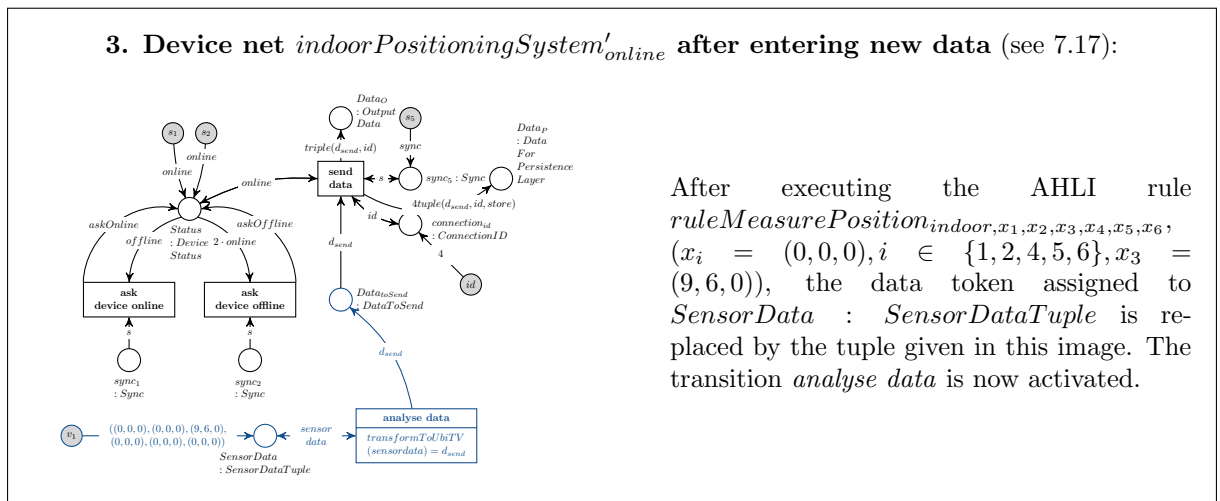 3. Device net indoorPositioningSystem′online after entering new data (see 7.17):
DataO
: Output
Data
s1
s2
s5
DataP
: Data
For
Persistence
Layer
online
online
triple(dsend, id)
sync
online
send
data
s
sync5 : Sync
4tuple(dsend, id, store)
id
connectionid
: ConnectionID
4
id
askOnline
askOffline
Status
: Device
Status
offline
2 · online
dsend
ask
device online
ask
device offline
DatatoSend
: DataToSend
s
s
sync1
: Sync
sync2
: Sync
dsend
v1
((0, 0, 0), (0, 0, 0), (9, 6, 0),
(0, 0, 0), (0, 0, 0), (0, 0, 0))
sensor
data
SensorData
: SensorDataTuple
analyse data
transformToUbiTV
(sensordata) = dsend
After executing the AHLI rule
ruleMeasurePositionindoor,x1,x2,x3,x4,x5,x6,
(xi = (0, 0, 0), i ∈ {1, 2, 4, 5, 6}, x3 =
(9, 6, 0)), the data token assigned to
SensorData : SensorDataTuple is re-
placed by the tuple given in this image. The
transition analyse data is now activated.